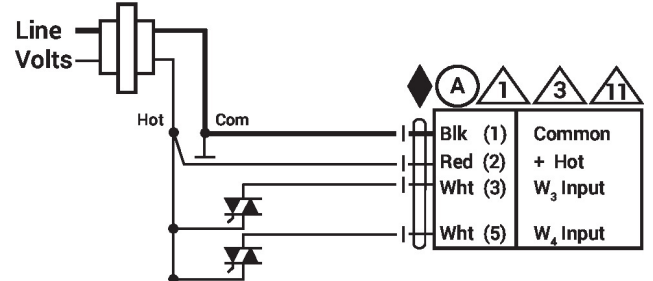 Line
Volts
Hot
Com
A 1 3 11
Blk (1) Common
Red (2) + Hot
Wht (3) W₃ Input
Wht (5) W₄ Input